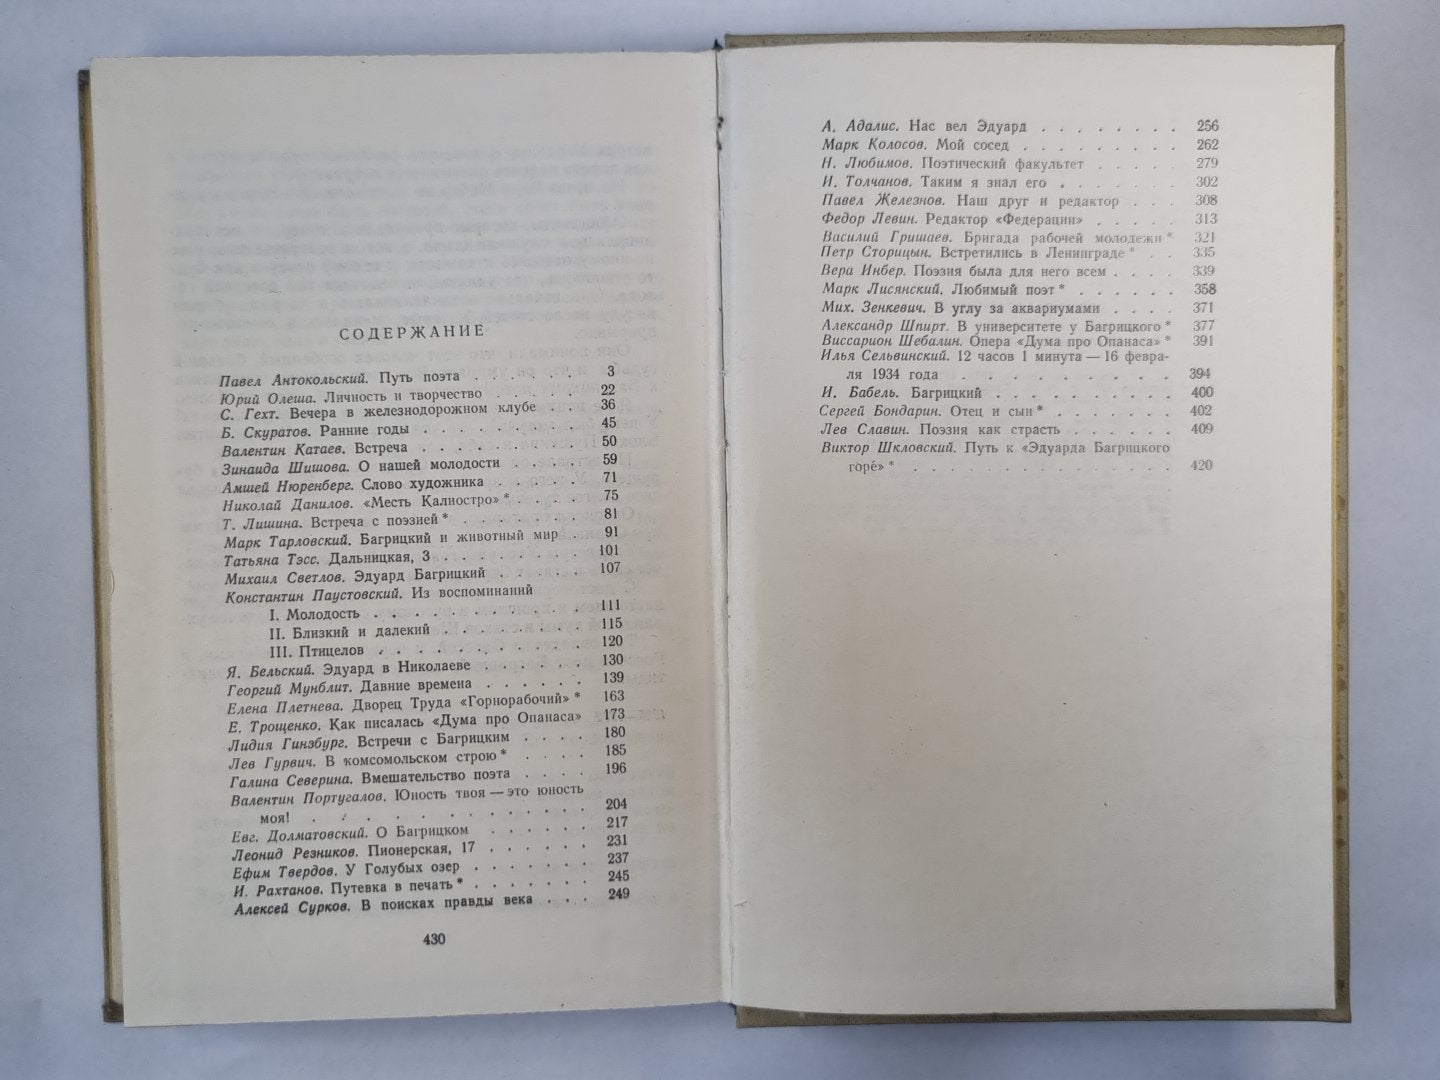 СОДЕРЖАНИЕ
Павел Антокольский. Путь поэта . . . . . . 3
Юрий Олеша. Личность и творчество . . . . . 22
С. Гехт. Вечера в железнодорожном клубе . . 36
Б. Скуратов. Ранние годы . . . . . . . . 45
Валентин Катаев. Встреча . . . . . . . . 50
Зинаида Шишова. О нашей молодости . . . . 59
Амшей Нюренберг. Слово художника . . . . . 71
Николай Данилов. «Месть Калиостро» * . . . . 75
Т. Лишина. Встреча с поэзией * . . . . . . . 81
Марк Тарловский. Багрицкий и животный мир . 91
Татьяна Тэсс. Дальницкая, 3 . . . . . . . . 101
Михаил Светлов. Эдуард Багрицкий . . . . . 107
Константин Паустовский. Из воспоминаний
I. Молодость . . . . . . . . . . . 111
II. Близкий и далекий . . . . . . . . 115
III. Птицелов . . . . . . . . . . . 120
Я. Бельский. Эдуард в Николаеве . . . . . . 130
Георгий Мунблит. Давние времена . . . . . . 139
Елена Плетнева. Дворец Труда «Горнорабочий» * 163
Е. Трощенко. Как писалась «Дума про Опанаса» 173
Лидия Гинзбург. Встречи с Багрицким . . . . 180
Лев Гурвич. В комсомольском строю * . . . . 185
Галина Северина. Вмешательство поэта . . . . 196
Валентин Португалов. Юность твоя — это юность
моя! . . . . . . . . . . . . 204
Евг. Долматовский. О Багрицком . . . . . . 217
Леонид Резников. Пионерская, 17 . . . . . . 231
Ефим Твердов. У Голубых озер . . . . . . . 237
И. Рахтанов. Путевка в печать * . . . . . . . 245
Алексей Сурков. В поисках правды века . . . 249
430
А. Адалис. Нас вел Эдуард . . . . . . . . 256
Марк Колосов. Мой сосед . . . . . . . . . 262
Н. Любимов. Поэтический факультет . . . . . 279
И. Толчанов. Таким я знал его . . . . . . . 302
Павел Железнов. Наш друг и редактор . . . 308
Федор Левин. Редактор «Федерации» . . . . . 313
Василий Гришаев. Бригада рабочей молодежи * 321
Петр Сторицын. Встретились в Ленинграде * . . 335
Вера Инбер. Поэзия была для него всем . . . . 339
Марк Лисянский. Любимый поэт * . . . . . . 358
Мих. Зенкевич. В углу за аквариумами . . . . 371
Александр Шпирт. В университете у Багрицкого * 377
Виссарион Шебалин. Опера «Дума про Опанаса» * 391
Илья Сельвинский. 12 часов 1 минута — 16 февра-
ля 1934 года . . . . . . . . . . 394
И. Бабель. Багрицкий . . . . . . . . . . 400
Сергей Бондарин. Отец и сын * . . . . . . . 402
Лев Славин. Поэзия как страсть . . . . . . . 409
Виктор Шкловский. Путь к «Эдуарда Багрицкого
горе́» * . . . . . . . . . . . . . . 420